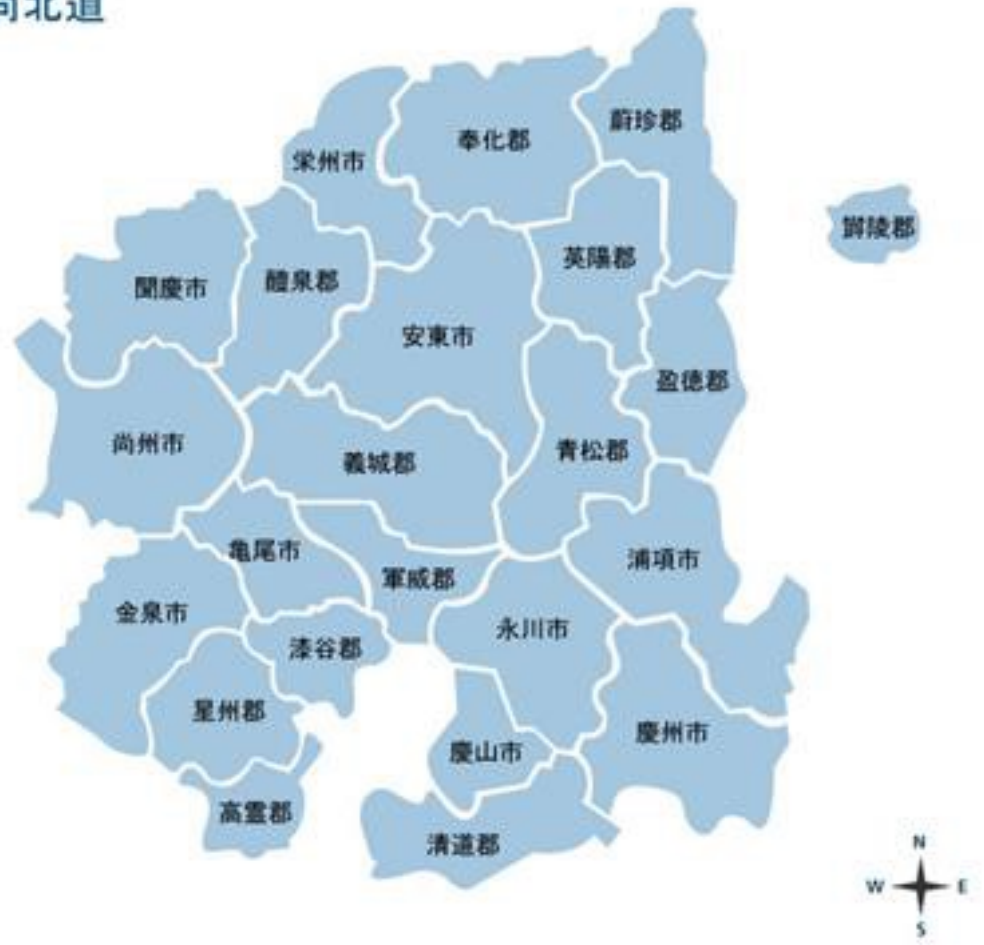 尚北道
蔚珍郡
奉化郡
栄州市
鬱陵郡
英陽郡
醴泉郡
聞慶市
安東市
盈徳郡
尚州市
青松郡
義城郡
亀尾市
浦項市
軍威郡
金泉市
永川市
漆谷郡
星州郡
慶州市
慶山市
高霊郡
清道郡
N
W E
S